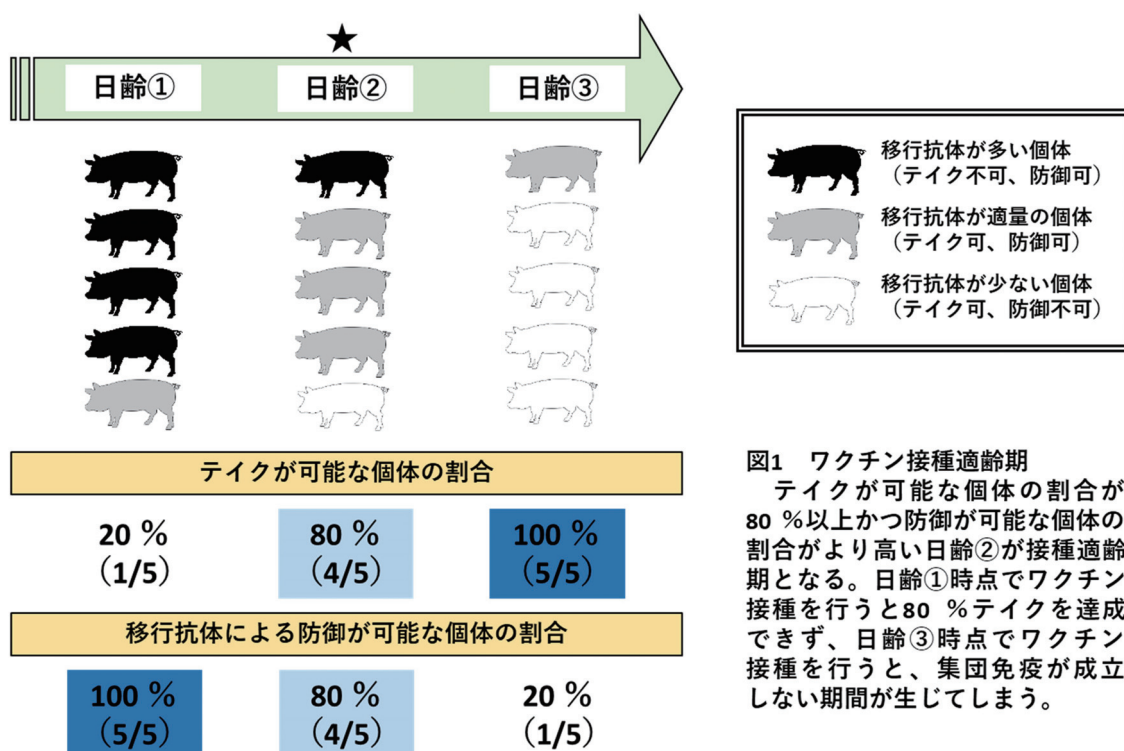 ★
日齢①
日齢②
日齢③
移行抗体が多い個体
（テイク不可、防御可）
移行抗体が適量の個体
（テイク可、防御可）
移行抗体が少ない個体
（テイク可、防御不可）
テイクが可能な個体の割合
20 %
（1/5）
80 %
（4/5）
100 %
（5/5）
移行抗体による防御が可能な個体の割合
100 %
（5/5）
80 %
（4/5）
20 %
（1/5）
図1　ワクチン接種適齢期
　テイクが可能な個体の割合が
80 %以上かつ防御が可能な個体の
割合がより高い日齢②が接種適齢
期となる。日齢①時点でワクチン
接種を行うと80 %テイクを達成
できず、日齢③時点でワクチン
接種を行うと、集団免疫が成立
しない期間が生じてしまう。